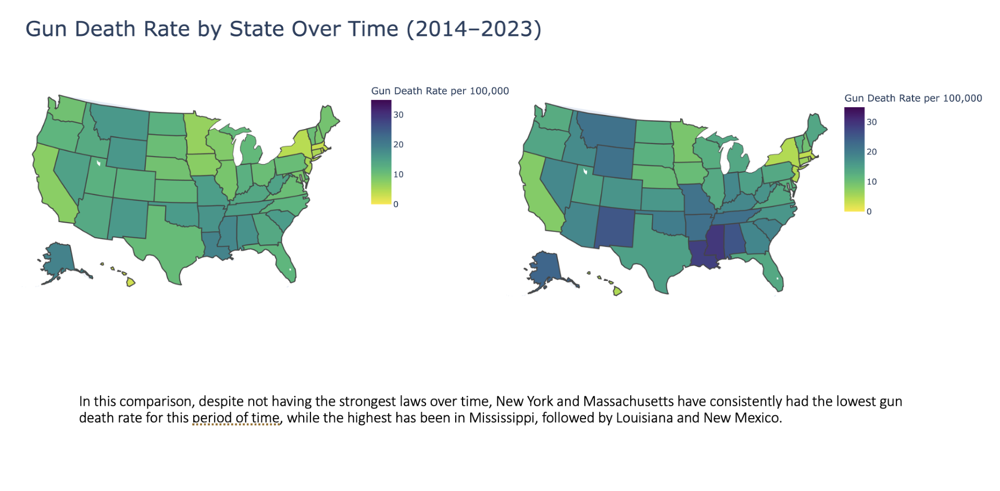 Gun Death Rate by State Over Time (2014–2023)
Gun Death Rate per 100,000
30
20
10
0
Gun Death Rate per 100,000
30
20
10
0
In this comparison, despite not having the strongest laws over time, New York and Massachusetts have consistently had the lowest gun
death rate for this period of time, while the highest has been in Mississippi, followed by Louisiana and New Mexico.